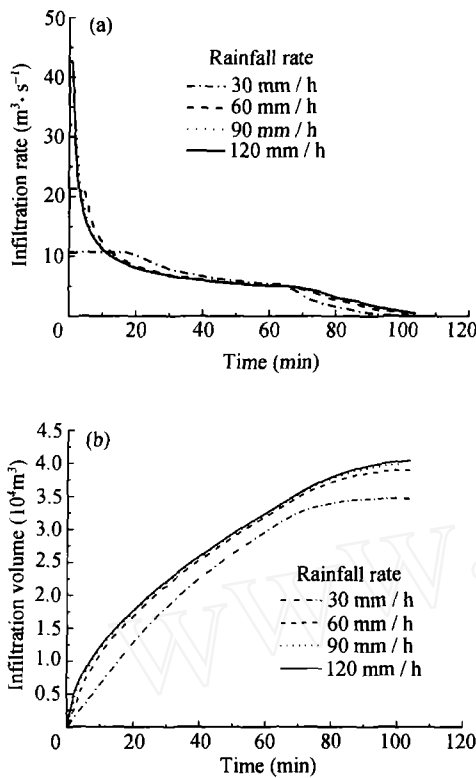 (a)
Rainfall rate
30 mm / h
60 mm / h
90 mm / h
120 mm / h
Infiltration rate (m³· s⁻¹)
50
40
30
20
10
0
20
40
60
80
100
120
Time (min)
(b)
Infiltration volume (10⁴m³)
4.5
4.0
3.5
3.0
2.5
2.0
1.5
1.0
0.5
Rainfall rate
30 mm / h
60 mm / h
90 mm / h
120 mm / h
0
20
40
60
80
100
120
Time (min)
www.